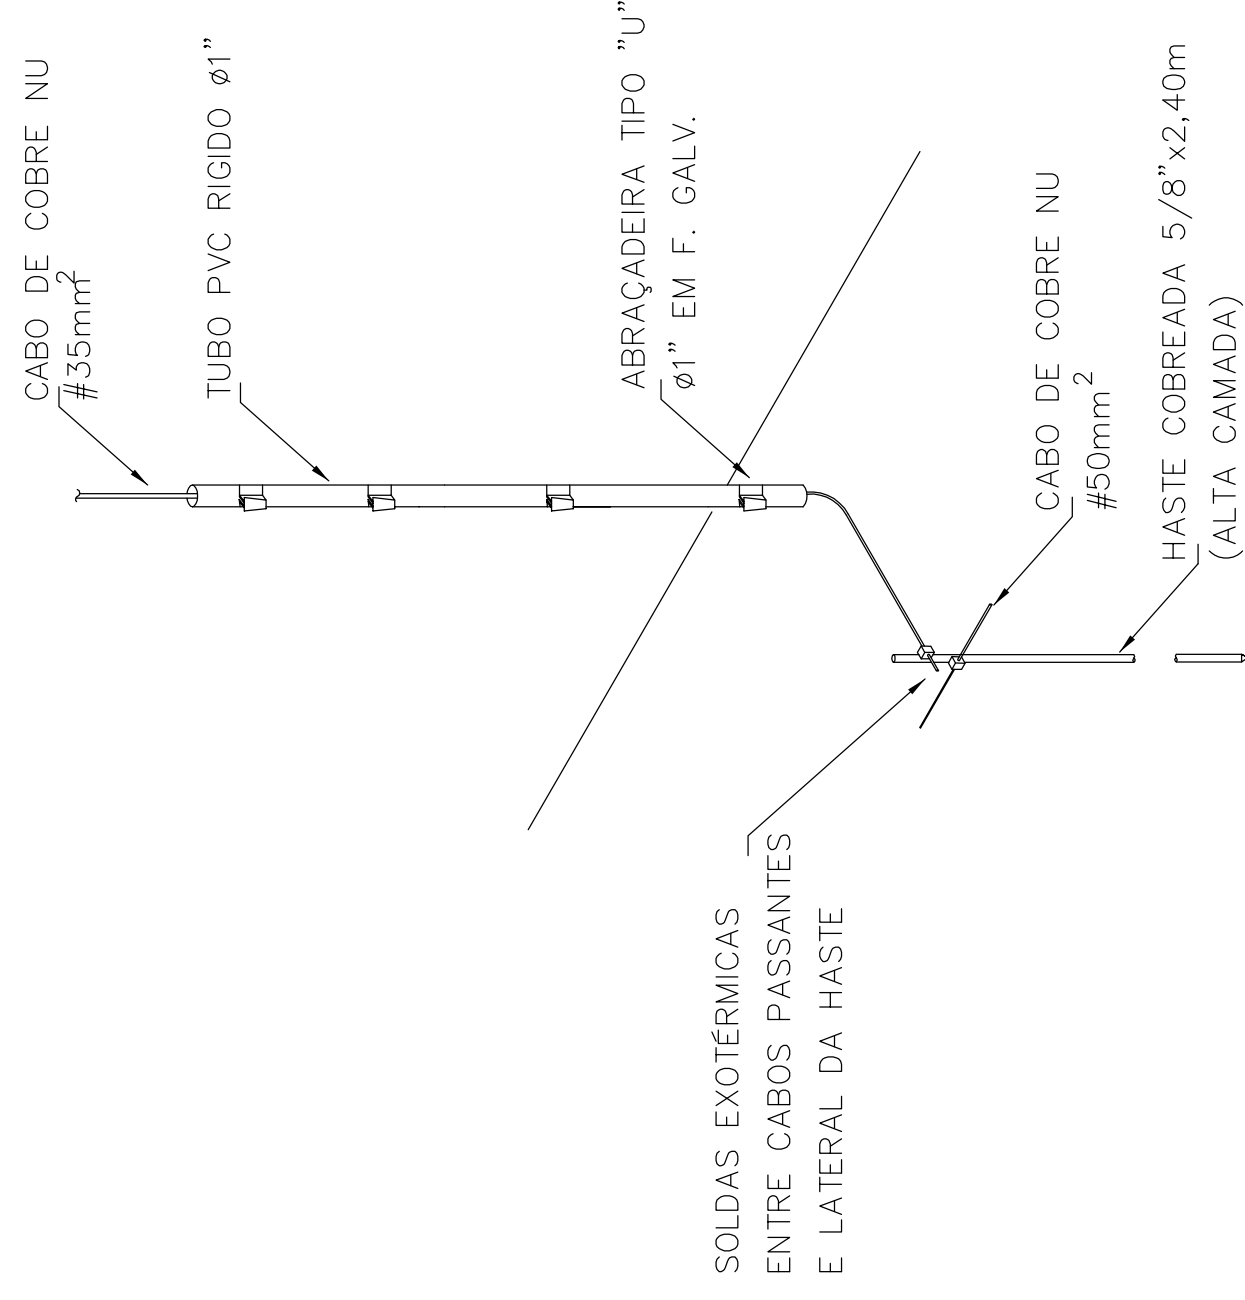 CABO DE COBRE NU
#35mm²
TUBO PVC RIGIDO ø1”
ABRAÇADEIRA TIPO ”U”
ø1” EM F. GALV.
CABO DE COBRE NU
#50mm²
HASTE COBREADA 5/8”x2,40m
(ALTA CAMADA)
SOLDAS EXOTÉRMICAS
ENTRE CABOS PASSANTES
E LATERAL DA HASTE